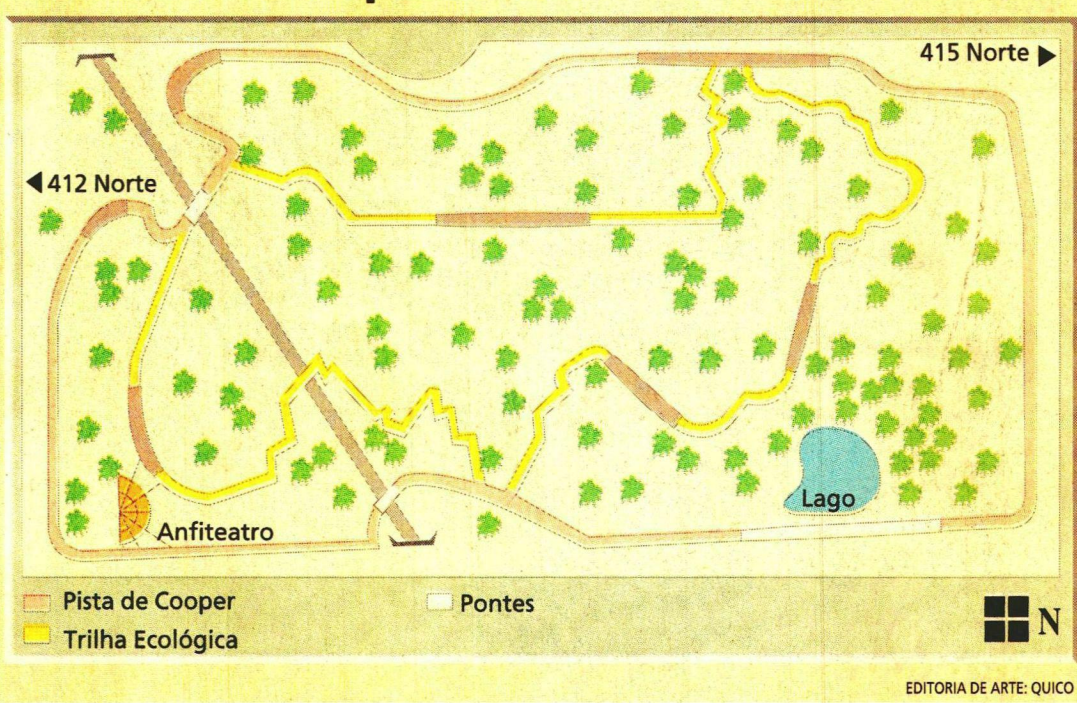 415 Norte
412 Norte
Lago
Anfiteatro
Pista de Cooper
Pontes
Trilha Ecológica
N
EDITORIA DE ARTE: QUICO